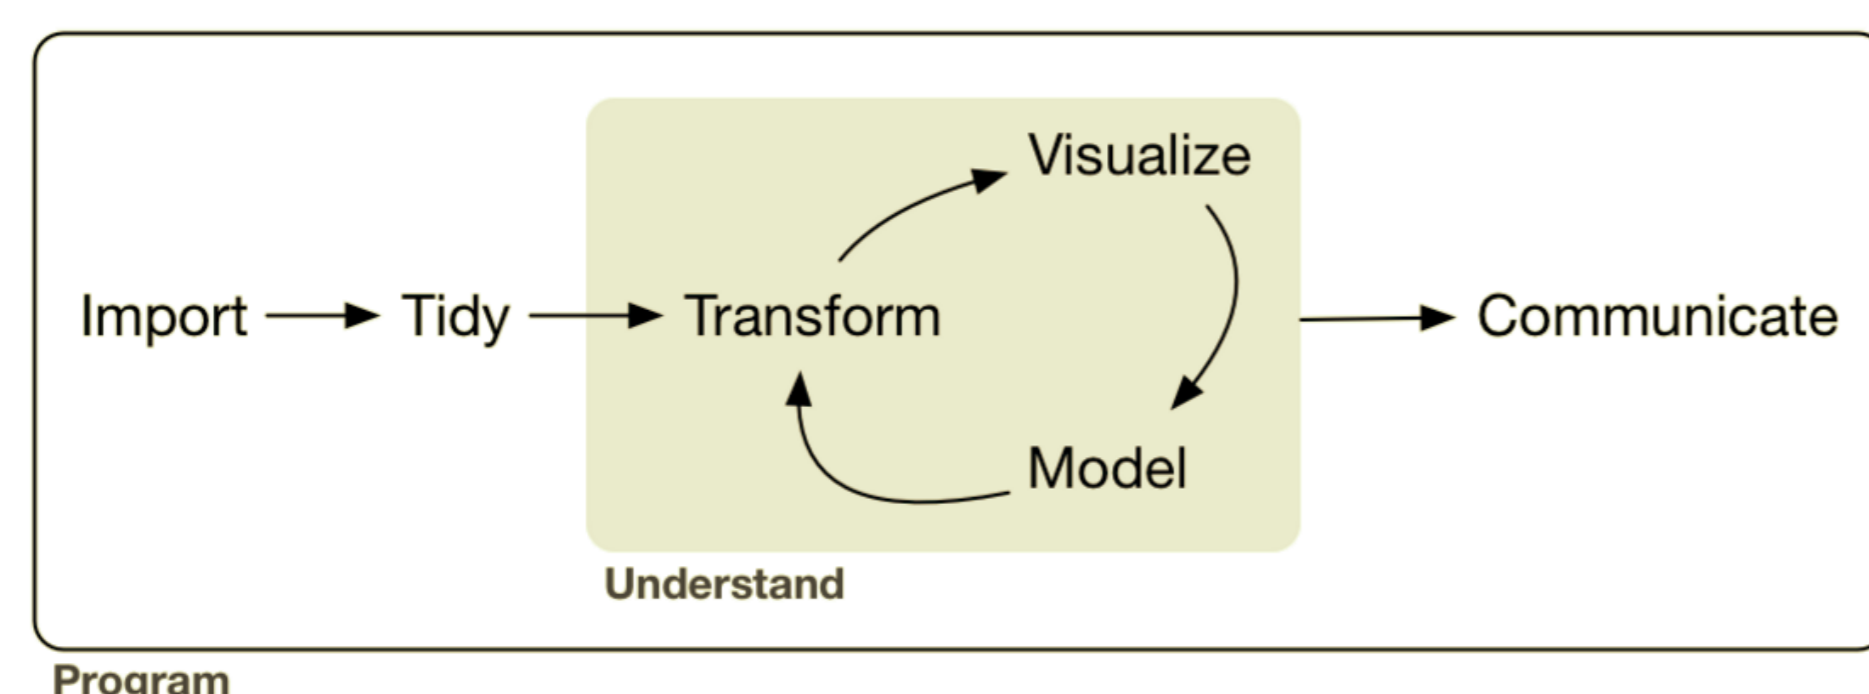 Visualize
Import Tidy Transform Communicate
Model
Understand
Program